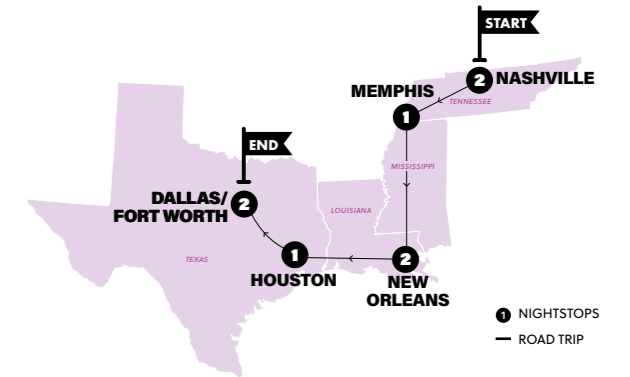 START
2 NASHVILLE
MEMPHIS
TENNESSEE
1
END
MISSISSIPPI
DALLAS/
FORT WORTH
2
LOUISIANA
TEXAS
1
HOUSTON
2
NEW
ORLEANS
1 NIGHTSTOPS
ROAD TRIP